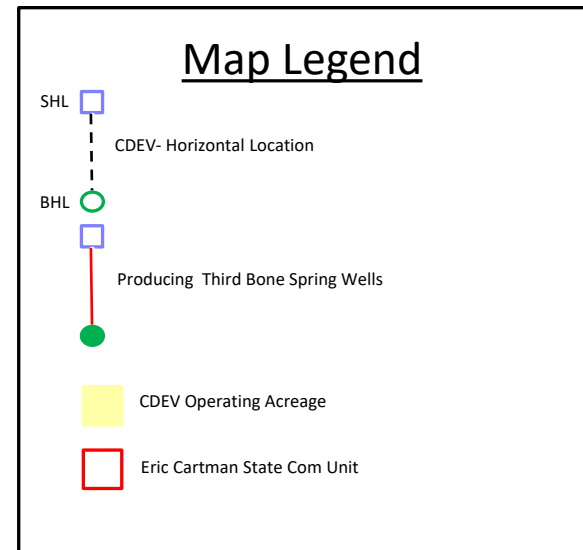 Map Legend
SHL
CDEV- Horizontal Location
BHL
Producing Third Bone Spring Wells
CDEV Operating Acreage
Eric Cartman State Com Unit